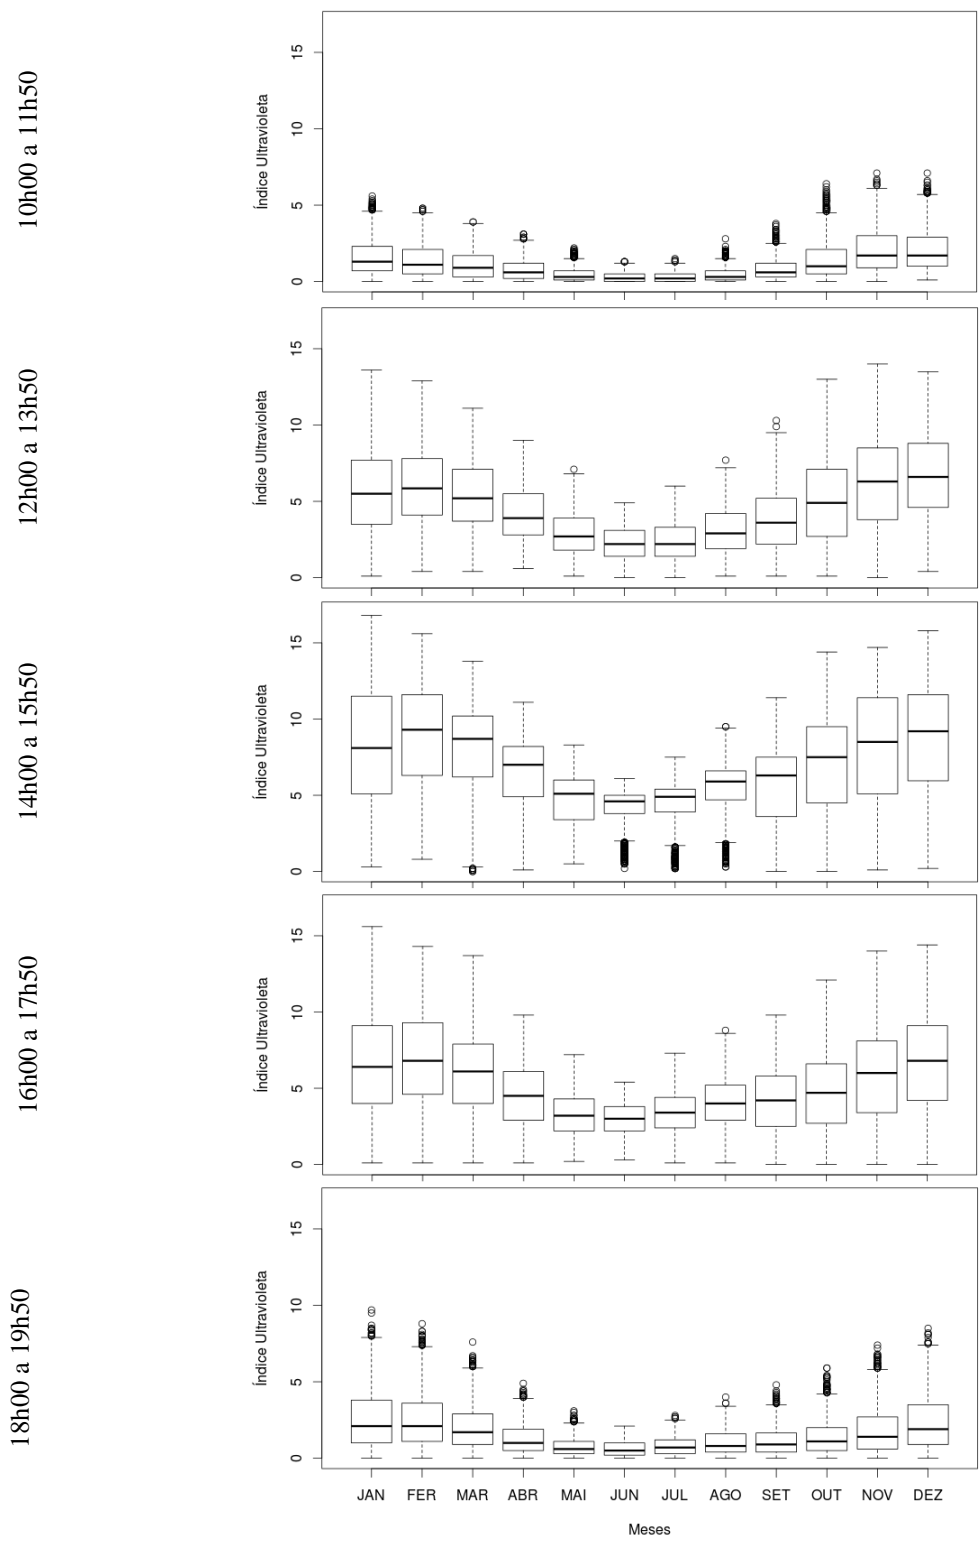 10h00 a 11h50
Índice Ultravioleta
15
10
5
0
12h00 a 13h50
Índice Ultravioleta
15
10
5
0
14h00 a 15h50
Índice Ultravioleta
15
10
5
0
16h00 a 17h50
Índice Ultravioleta
15
10
5
0
18h00 a 19h50
Índice Ultravioleta
15
10
5
0
JAN FER MAR ABR MAI JUN JUL AGO SET OUT NOV DEZ
Meses